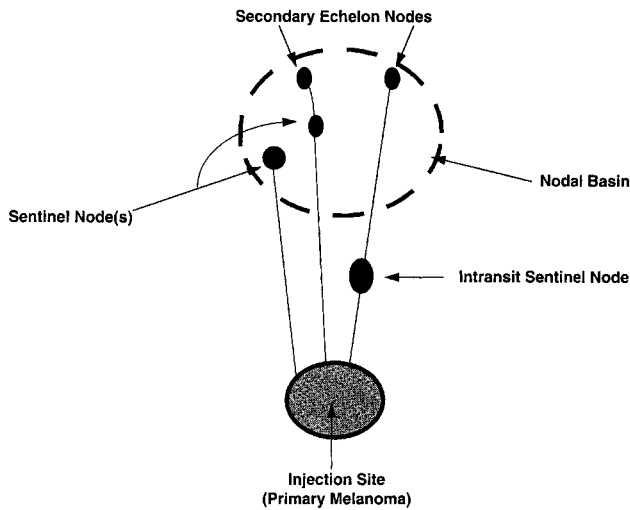 Secondary Echelon Nodes
Nodal Basin
Sentinel Node(s)
Intransit Sentinel Node
Injection Site
(Primary Melanoma)